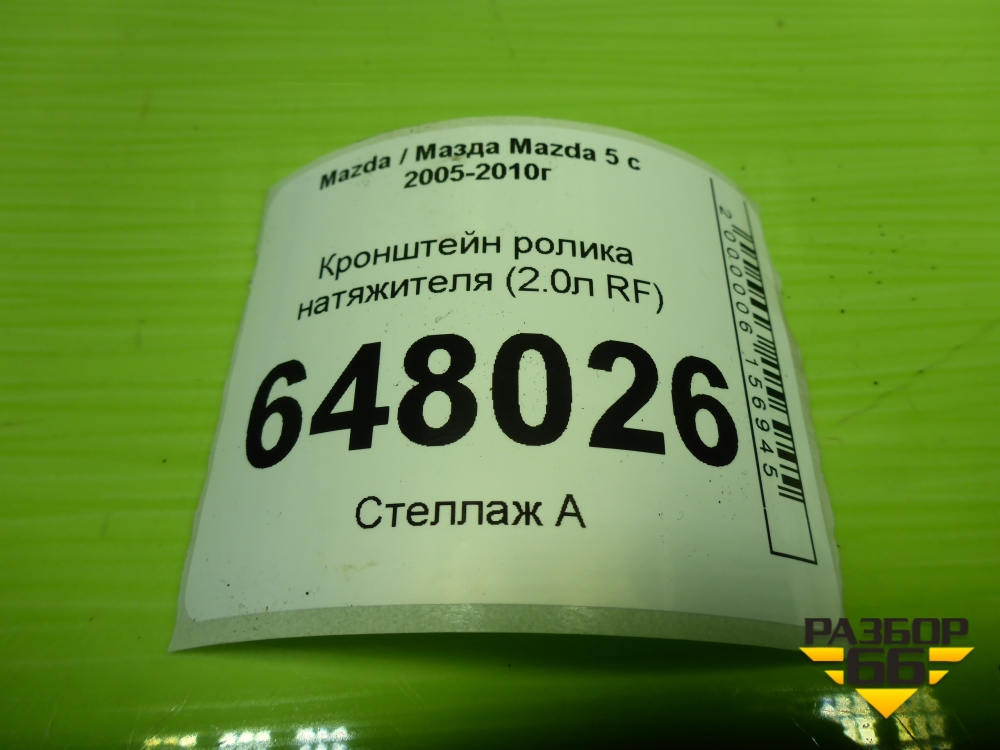 Mazda / Мазда Mazda 5 с
2005-2010г
Кронштейн ролика
натяжителя (2.0л RF)
648026
Стеллаж А
2000006156945
РАЗБОР
66